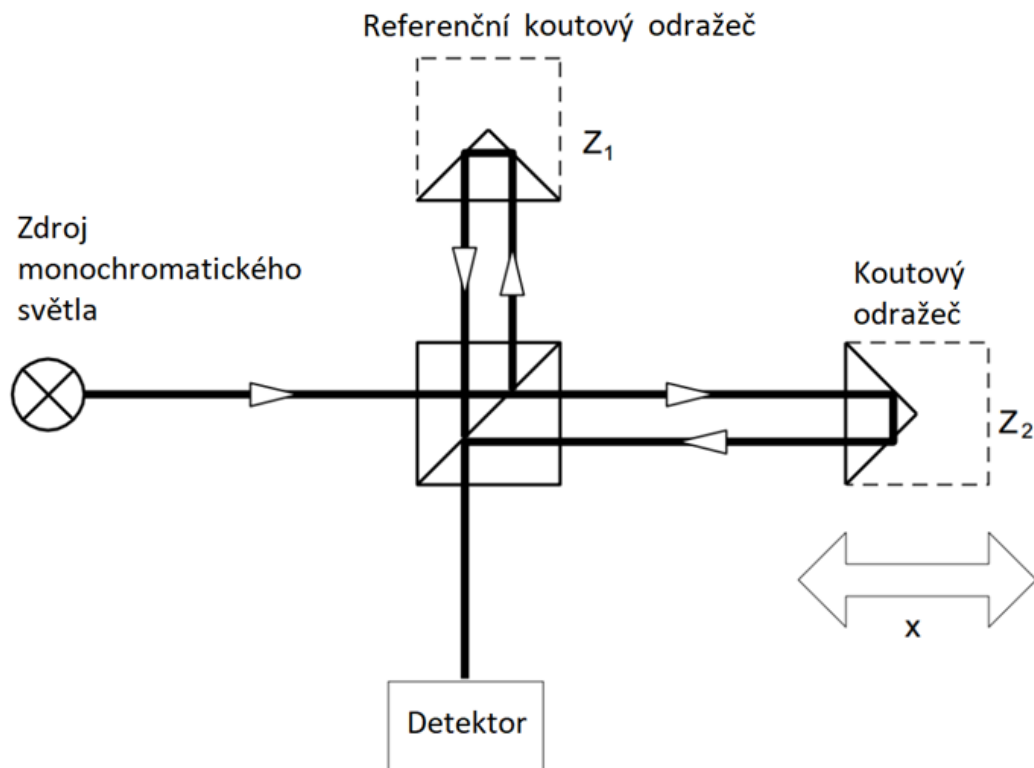 Referenční koutový odražeč
Z₁
Zdroj
monochromatického
světla
Koutový
odražeč
Z₂
x
Detektor